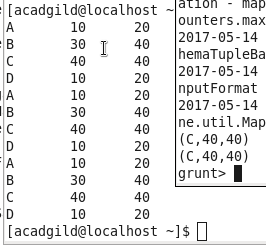 [acadgild@localhost ~
A 10 20
B 30 40
C 40 40
D 10 20
A 10 20
B 30 40
C 40 40
D 10 20
A 10 20
B 30 40
C 40 40
D 10 20
[acadgild@localhost ~]$
ation - map
ounters.max
2017-05-14
hemaTupleBa
2017-05-14
nputFormat
2017-05-14
ne.util.Map
(C,40,40)
(C,40,40)
grunt>